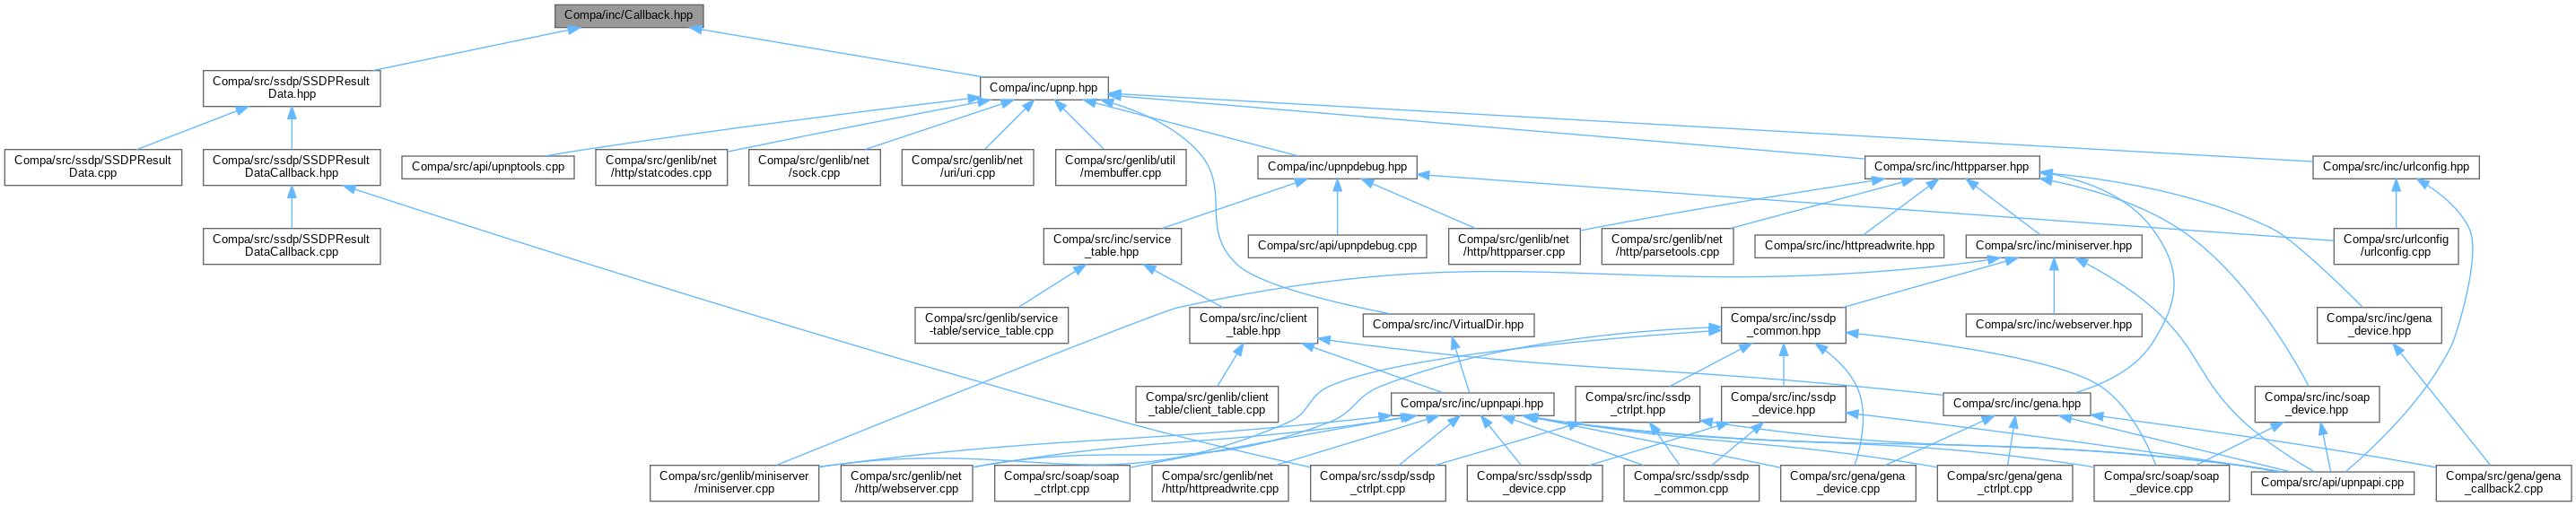 Compa/inc/Callback.hpp
Compa/src/ssdp/SSDPResult
Data.hpp
Compa/inc/upnp.hpp
Compa/src/ssdp/SSDPResult
Data.cpp
Compa/src/ssdp/SSDPResult
DataCallback.hpp
Compa/src/api/upnptools.cpp
Compa/src/genlib/net
/http/statcodes.cpp
Compa/src/genlib/net
/sock.cpp
Compa/src/genlib/net
/uri/uri.cpp
Compa/src/genlib/util
/membuffer.cpp
Compa/inc/upnpdebug.hpp
Compa/src/inc/httpparser.hpp
Compa/src/inc/urlconfig.hpp
Compa/src/ssdp/SSDPResult
DataCallback.cpp
Compa/src/inc/service
_table.hpp
Compa/src/api/upnpdebug.cpp
Compa/src/genlib/net
/http/httpparser.cpp
Compa/src/genlib/net
/http/parsetools.cpp
Compa/src/inc/httpreadwrite.hpp
Compa/src/inc/miniserver.hpp
Compa/src/urlconfig
/urlconfig.cpp
Compa/src/genlib/service
-table/service_table.cpp
Compa/src/inc/client
_table.hpp
Compa/src/inc/VirtualDir.hpp
Compa/src/inc/ssdp
_common.hpp
Compa/src/inc/webserver.hpp
Compa/src/inc/gena
_device.hpp
Compa/src/genlib/client
_table/client_table.cpp
Compa/src/inc/upnpapi.hpp
Compa/src/inc/ssdp
_ctrlpt.hpp
Compa/src/inc/ssdp
_device.hpp
Compa/src/inc/gena.hpp
Compa/src/inc/soap
_device.hpp
Compa/src/genlib/miniserver
/miniserver.cpp
Compa/src/genlib/net
/http/webserver.cpp
Compa/src/soap/soap
_ctrlpt.cpp
Compa/src/genlib/net
/http/httpreadwrite.cpp
Compa/src/ssdp/ssdp
_ctrlpt.cpp
Compa/src/ssdp/ssdp
_device.cpp
Compa/src/ssdp/ssdp
_common.cpp
Compa/src/gena/gena
_device.cpp
Compa/src/gena/gena
_ctrlpt.cpp
Compa/src/soap/soap
_device.cpp
Compa/src/api/upnpapi.cpp
Compa/src/gena/gena
_callback2.cpp